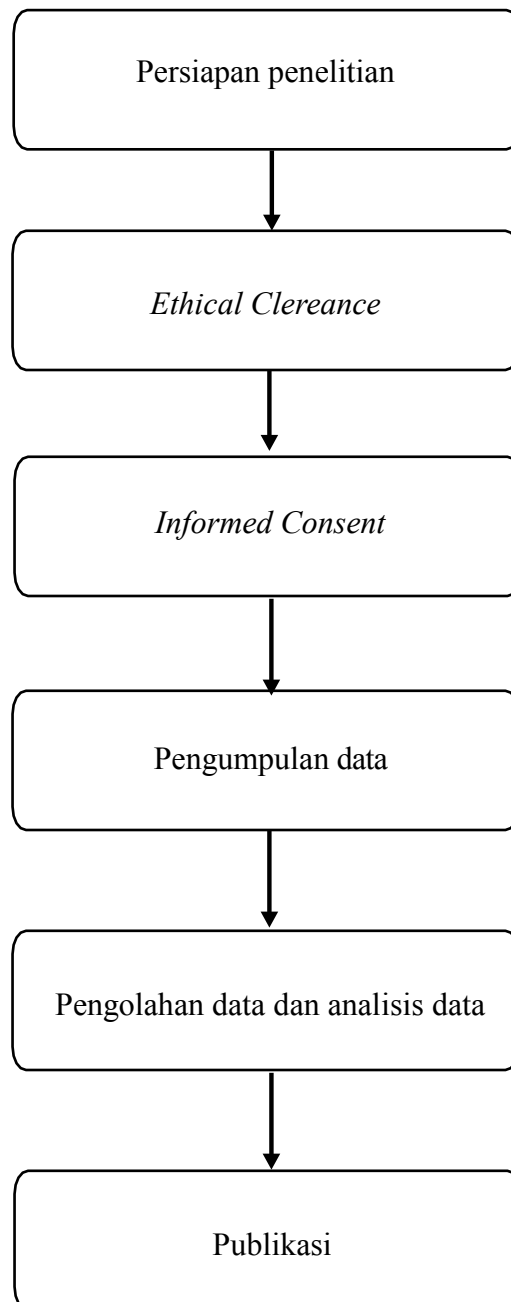 Persiapan penelitian
Ethical Clereance
Informed Consent
Pengumpulan data
Pengolahan data dan analisis data
Publikasi